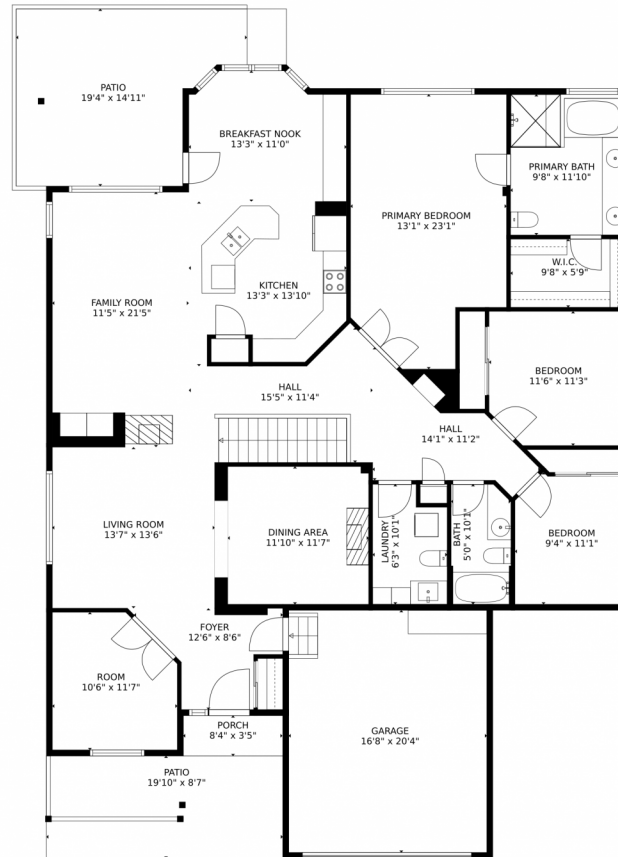 PATIO
19'4" x 14'11"
BREAKFAST NOOK
13'3" x 11'0"
PRIMARY BATH
9'8" x 11'10"
PRIMARY BEDROOM
13'1" x 23'1"
W.I.C.
9'8" x 5'9"
KITCHEN
13'3" x 13'10"
FAMILY ROOM
11'5" x 21'5"
BEDROOM
11'6" x 11'3"
HALL
15'5" x 11'4"
HALL
14'1" x 11'2"
LIVING ROOM
13'7" x 13'6"
DINING AREA
11'10" x 11'7"
LAUNDRY
6'3" x 10'1"
BATH
5'0" x 10'1"
BEDROOM
9'4" x 11'1"
FOYER
12'6" x 8'6"
ROOM
10'6" x 11'7"
PORCH
8'4" x 3'5"
GARAGE
16'8" x 20'4"
PATIO
19'10" x 8'7"